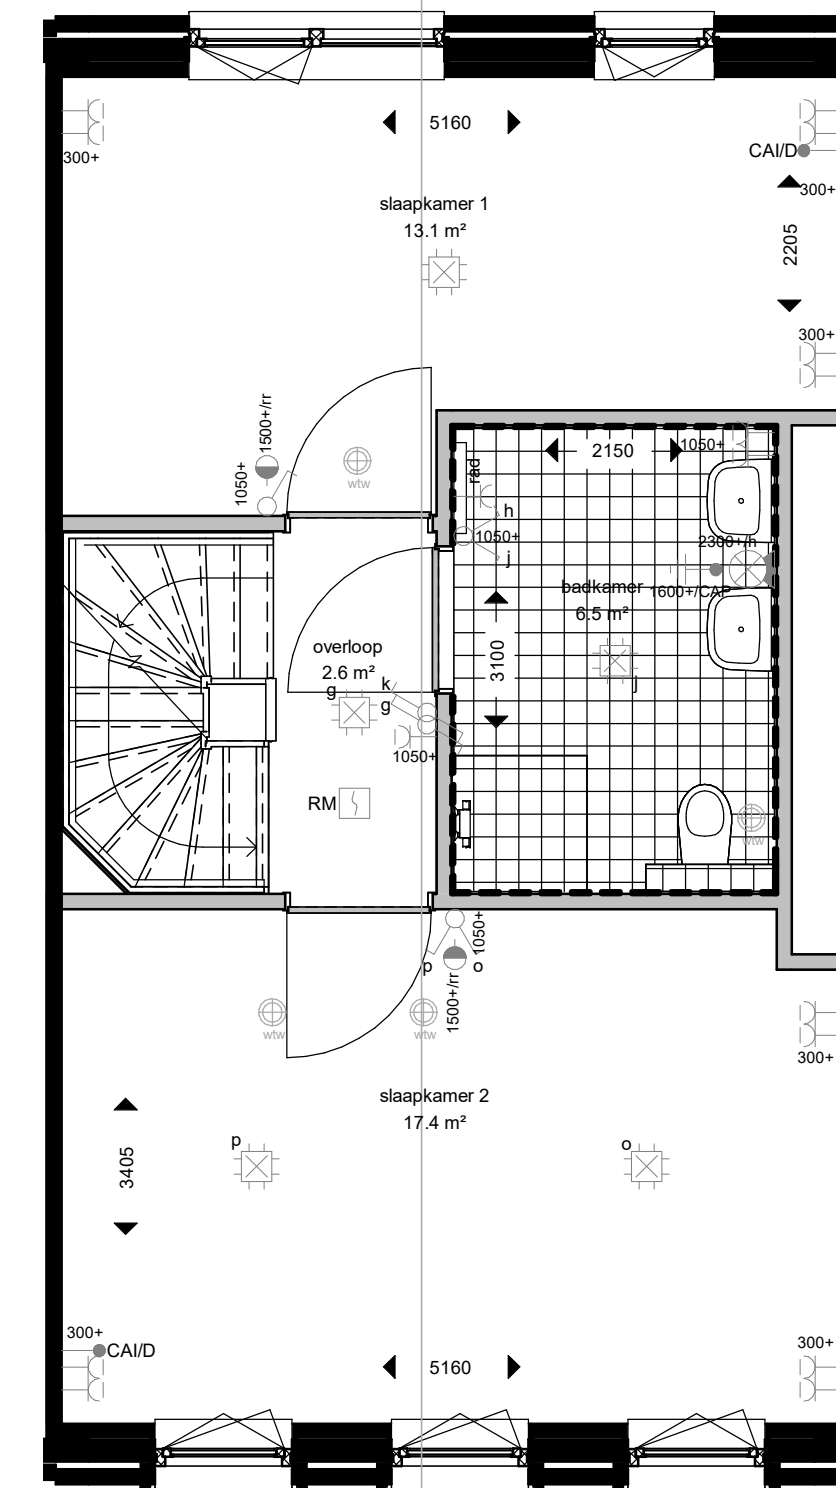 5160
300+
CAI/D
300+
slaapkamer 1
13.1 m²
2205
300+
1500+/rr
1050+
wtw
2150
1050+
rad
h
1050+
j
2300+/h
badkamer
1600+/CAP
6.5 m²
3100
j
overloop
2.6 m²
g
k
g
1050+
RM
wtw
1050+
p
o
1500+/rr
wtw
wtw
300+
slaapkamer 2
17.4 m²
p
o
3405
300+
CAI/D
300+
5160